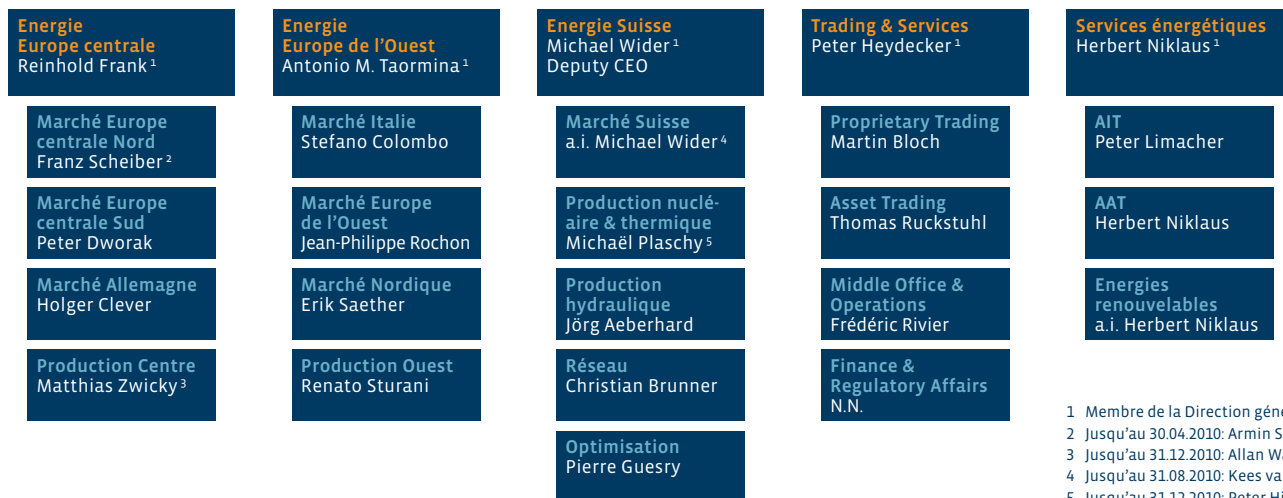 Energie
Europe centrale
Reinhold Frank ¹
Marché Europe
centrale Nord
Franz Scheiber ²
Marché Europe
centrale Sud
Peter Dworak
Marché Allemagne
Holger Clever
Production Centre
Matthias Zwicky ³
Energie
Europe de l’Ouest
Antonio M. Taormina ¹
Marché Italie
Stefano Colombo
Marché Europe
de l’Ouest
Jean-Philippe Rochon
Marché Nordique
Erik Saether
Production Ouest
Renato Sturani
Energie Suisse
Michael Wider ¹
Deputy CEO
Marché Suisse
a.i. Michael Wider ⁴
Production nuclé-
aire & thermique
Michaël Plaschy ⁵
Production
hydraulique
Jörg Aeberhard
Réseau
Christian Brunner
Optimisation
Pierre Guesry
Trading & Services
Peter Heydecker ¹
Proprietary Trading
Martin Bloch
Asset Trading
Thomas Ruckstuhl
Middle Office &
Operations
Frédéric Rivier
Finance &
Regulatory Affairs
N.N.
Services énergétiques
Herbert Niklaus ¹
AIT
Peter Limacher
AAT
Herbert Niklaus
Energies
renouvelables
a.i. Herbert Niklaus
1 Membre de la Direction
2 Jusqu’au 30.04.2010: Armin
3 Jusqu’au 31.12.2010: Allan
4 Jusqu’au 31.08.2010: Kees
5 Jusqu’au 31.12.2010: Peter